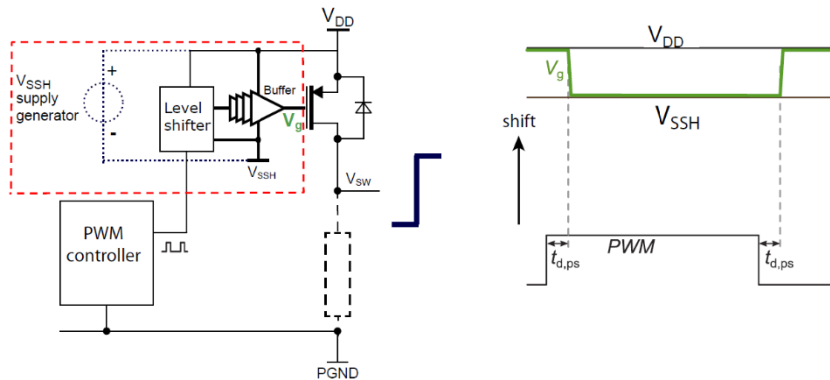 V_DD
V_SSH
supply
generator
+
-
Level
shifter
Buffer
V_g
V_SSH
V_SW
PWM
controller
PGND
V_DD
V_g
V_SSH
shift
PWM
t_d,ps
t_d,ps